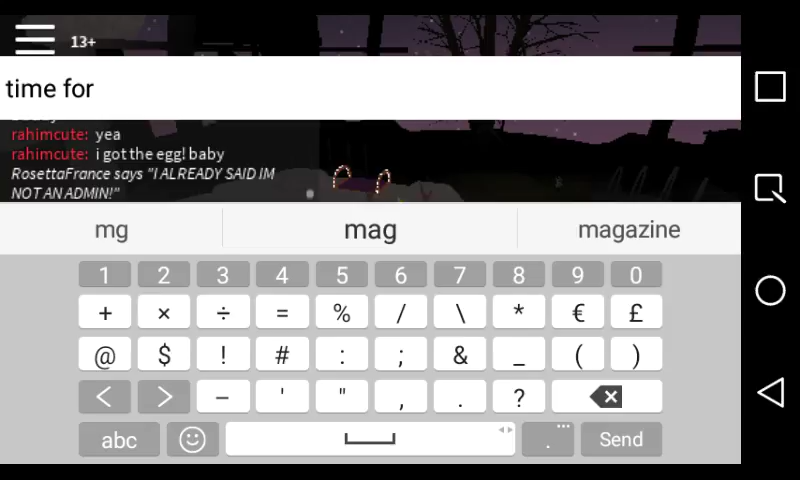 13+
time for
rahimcute: yea
rahimcute: i got the egg! baby
RosettaFrance says "I ALREADY SAID IM
NOT AN ADMIN!"
mg mag magazine
1 2 3 4 5 6 7 8 9 0
+ × ÷ = % / \ * € £
@ $ ! # : ; & _ ( )
< > – ' " , . ?
abc . Send